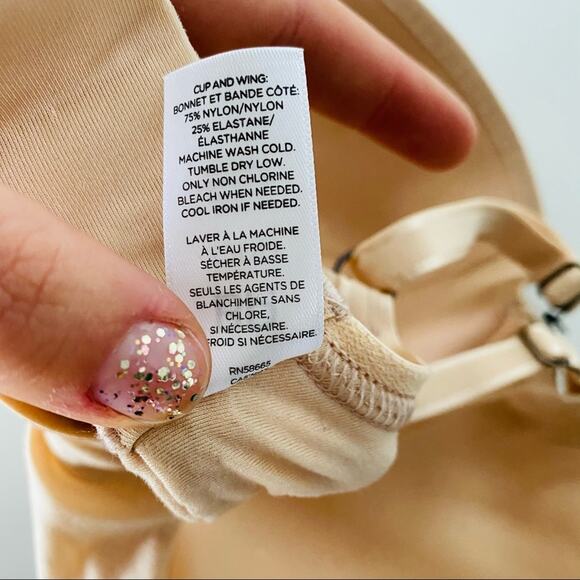 CUP AND WING:
BONNET ET BANDE CÔTÉ:
75% NYLON/NYLON
25% ELASTANE/
ÉLASTHANNE
MACHINE WASH COLD.
TUMBLE DRY LOW.
ONLY NON CHLORINE
BLEACH WHEN NEEDED.
COOL IRON IF NEEDED.
LAVER À LA MACHINE
À L'EAU FROIDE.
SÉCHER À BASSE
TEMPÉRATURE.
SEULS LES AGENTS DE
BLANCHIMENT SANS
CHLORE,
SI NÉCESSAIRE.
FROID SI NÉCESSAIRE.
RN58665